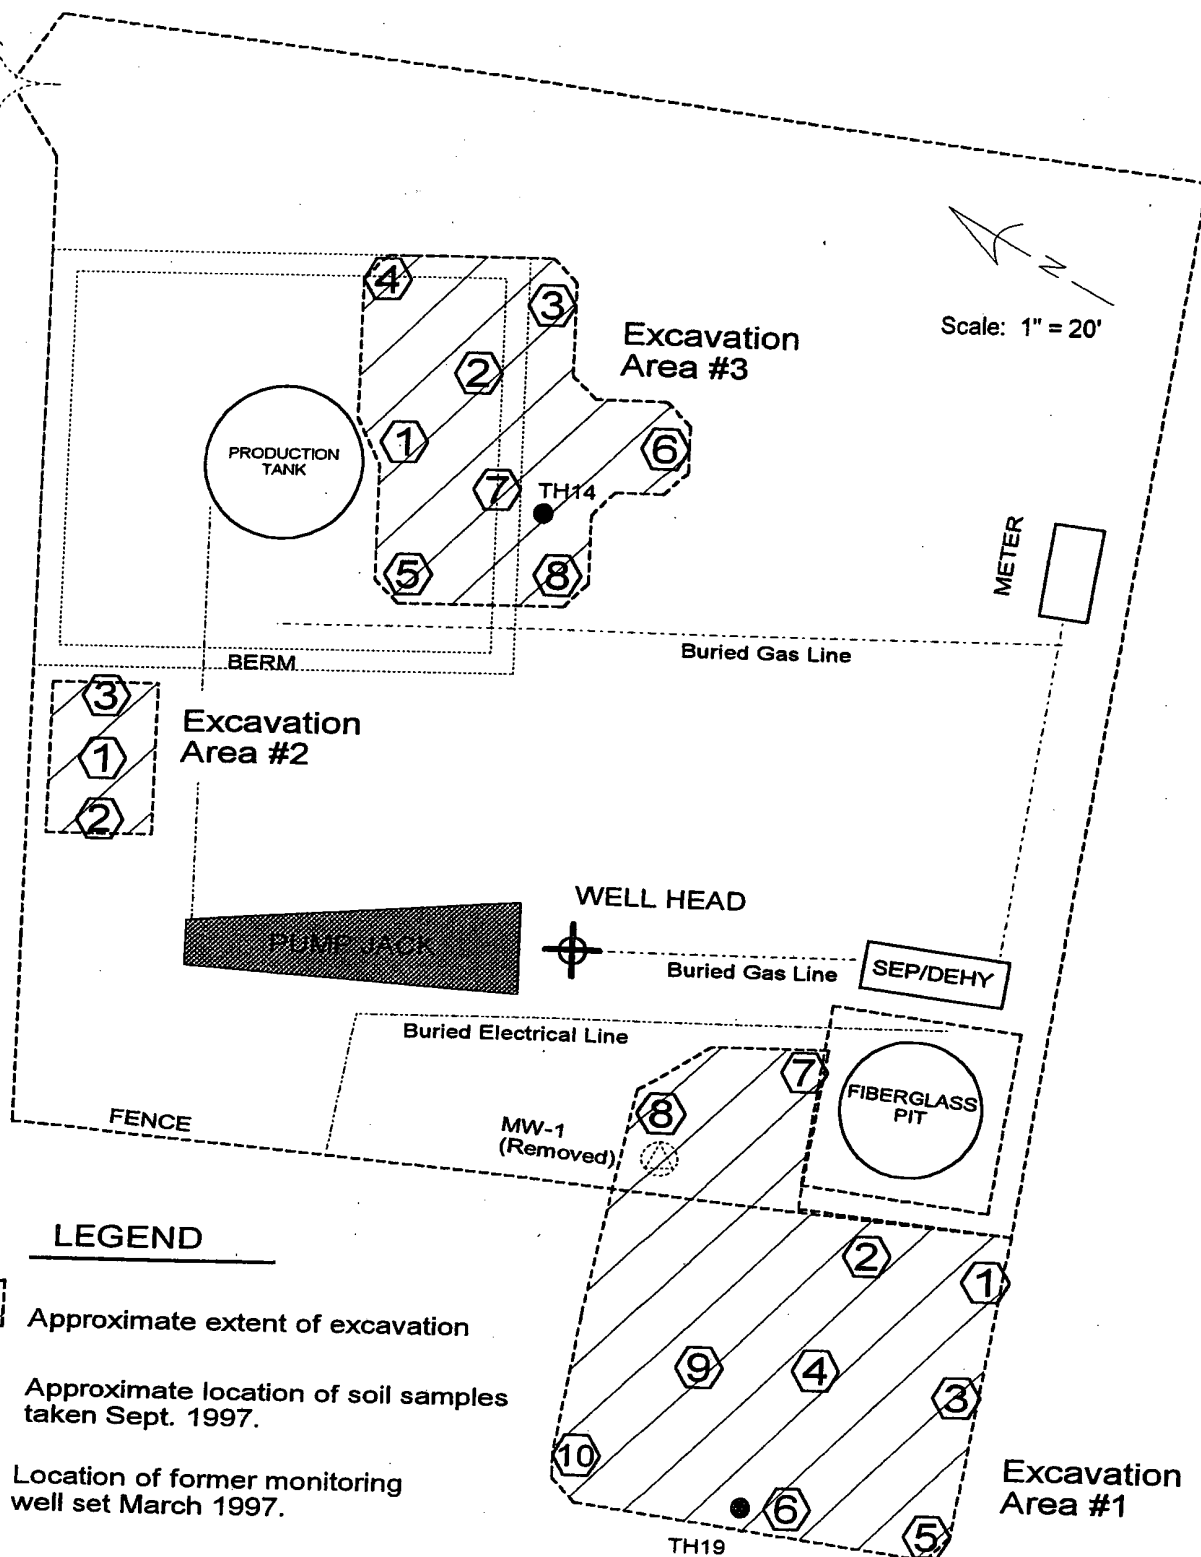 N
Scale: 1" = 20'
4
3
Excavation
Area #3
2
1
6
PRODUCTION
TANK
7
TH14
5
8
METER
Buried Gas Line
BERM
3
Excavation
Area #2
1
2
WELL HEAD
PUMP JACK
Buried Gas Line
SEP/DEHY
Buried Electrical Line
7
FIBERGLASS
PIT
8
FENCE
MW-1
(Removed)
LEGEND
2
1
Approximate extent of excavation
9
4
3
Approximate location of soil samples
taken Sept. 1997.
10
Location of former monitoring
well set March 1997.
Excavation
Area #1
6
5
TH19